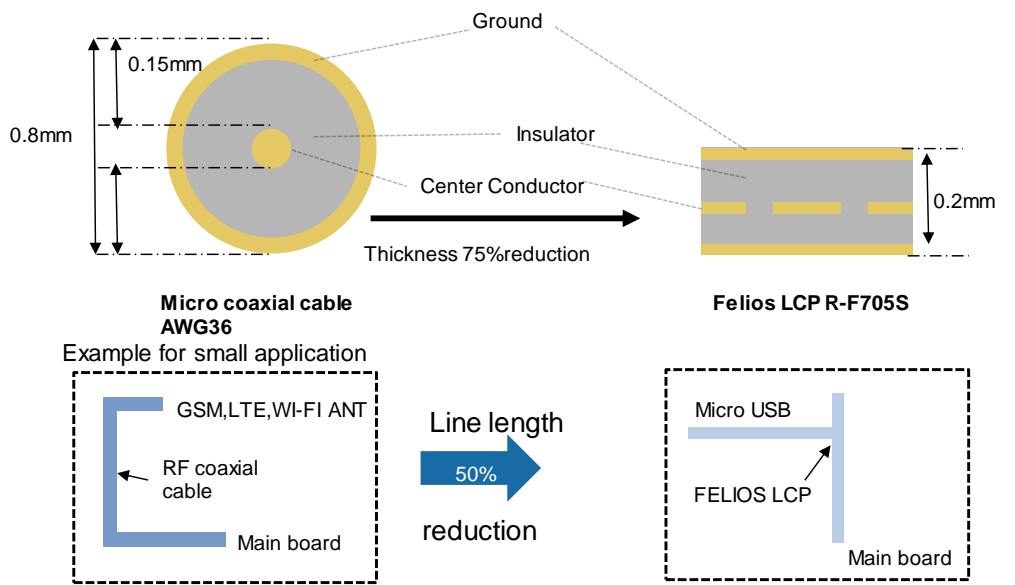 Ground
0.15mm
0.8mm
Insulator
Center Conductor
0.2mm
Thickness 75%reduction
Micro coaxial cable
AWG36
Felios LCP R-F705S
Example for small application
GSM,LTE,WI-FI ANT
RF coaxial
cable
Main board
Line length
50%
reduction
Micro USB
FELIOS LCP
Main board